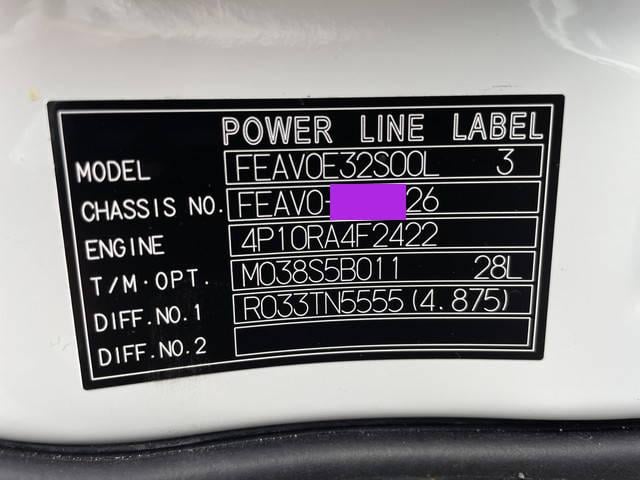 POWER LINE LABEL
MODEL FEAV0E32S00L 3
CHASSIS NO. FEAV0- 26
ENGINE 4P10RA4F2422
T/M·OPT. M038S5B011 28L
DIFF.NO.1 R033TN5555(4.875)
DIFF.NO.2